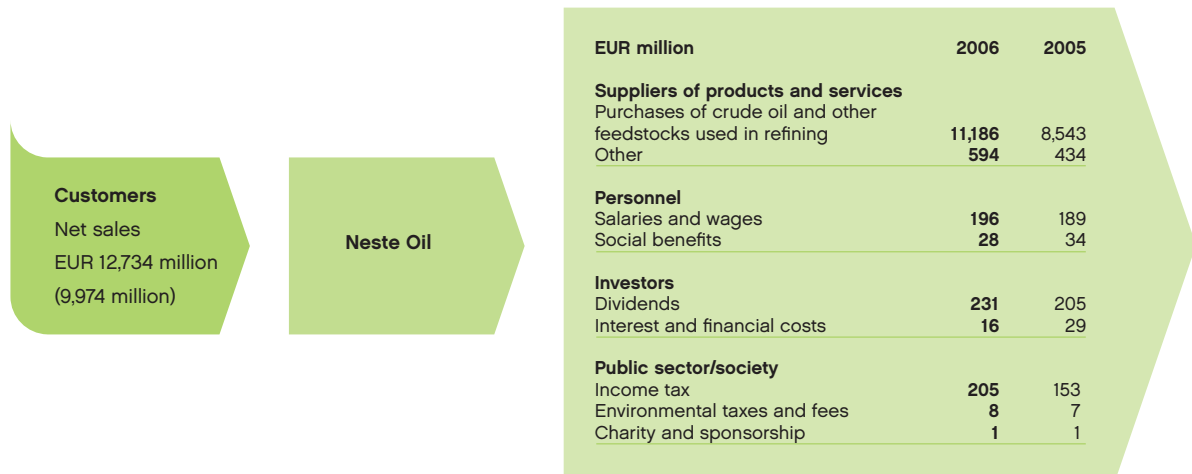 Customers
Net sales
EUR 12,734 million
(9,974 million)
Neste Oil
EUR million 2006 2005
Suppliers of products and services
Purchases of crude oil and other
feedstocks used in refining 11,186 8,543
Other 594 434
Personnel
Salaries and wages 196 189
Social benefits 28 34
Investors
Dividends 231 205
Interest and financial costs 16 29
Public sector/society
Income tax 205 153
Environmental taxes and fees 8 7
Charity and sponsorship 1 1